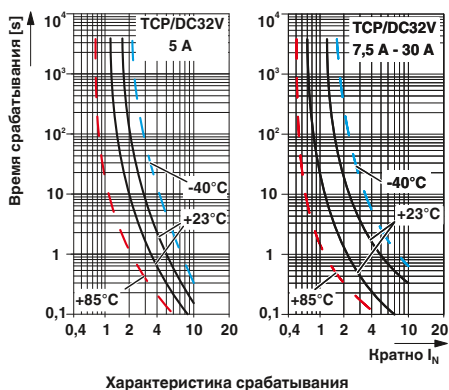 Время срабатывания [s]
TCP/DC32V
5 A
10⁴
10³
10²
10
1
0,1
-40°C
+23°C
+85°C
0,4 1 2 4 10 20
TCP/DC32V
7,5 A - 30 A
10⁴
10³
10²
10
1
0,1
-40°C
+23°C
+85°C
0,4 1 2 4 10 20
Кратно I_N
Характеристика срабатывания